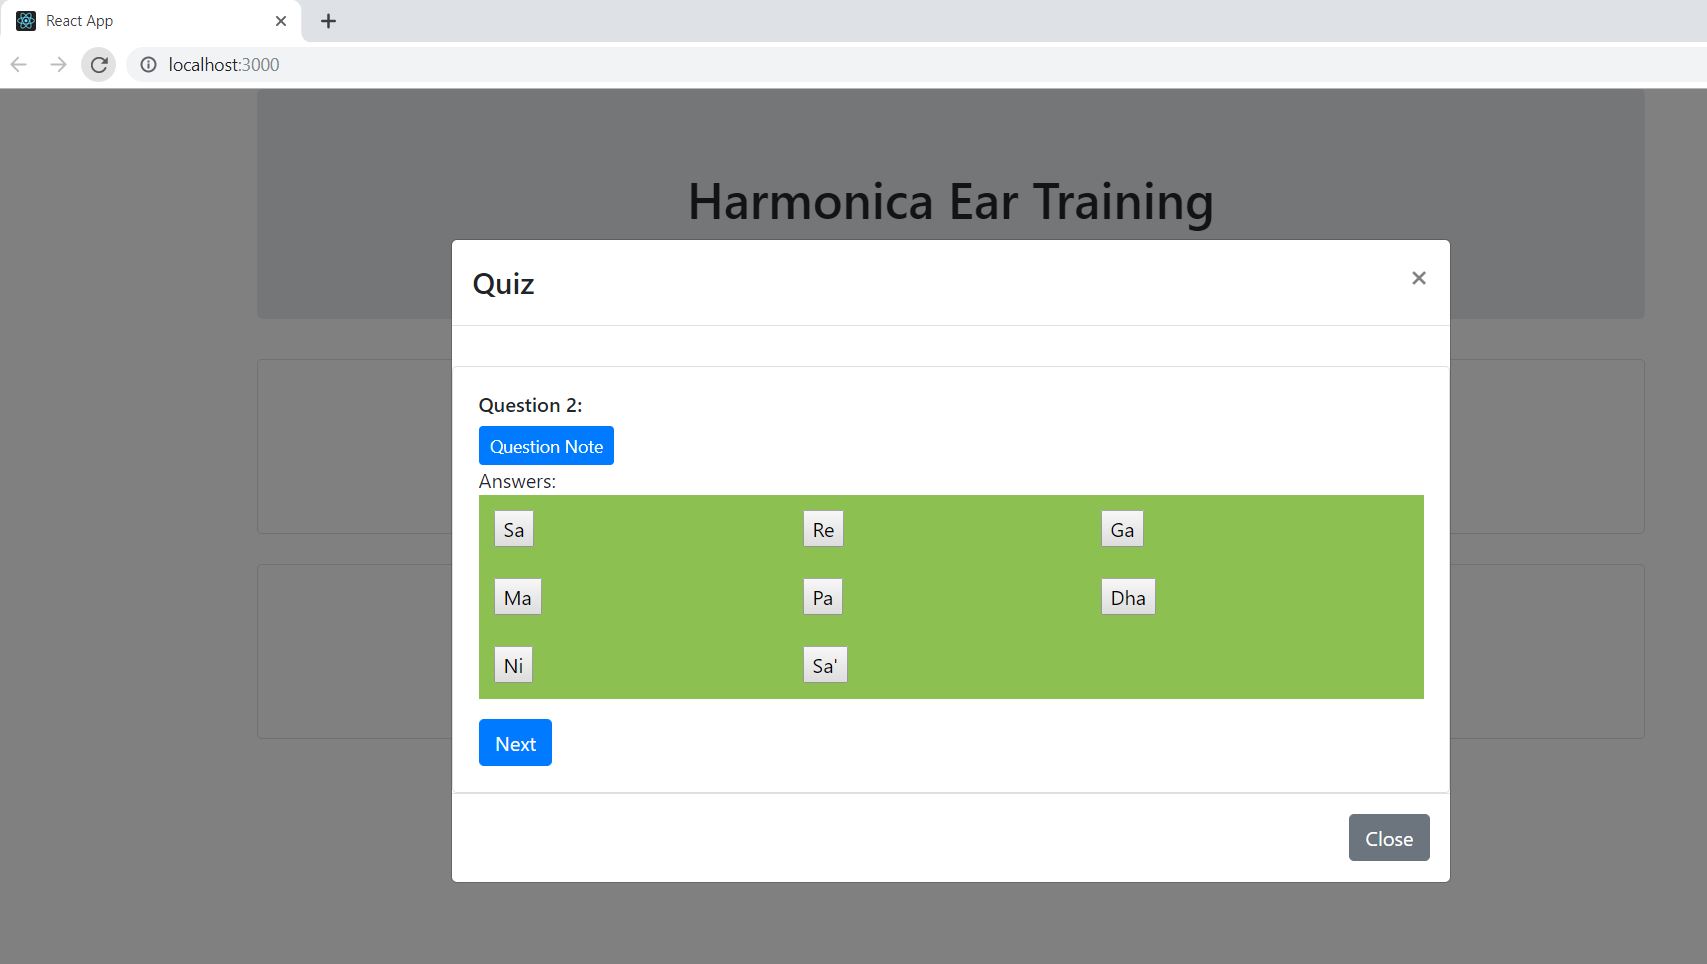 React App
localhost:3000
Harmonica Ear Training
Quiz
Question 2:
Question Note
Answers:
Sa Re Ga
Ma Pa Dha
Ni Sa'
Next
Close